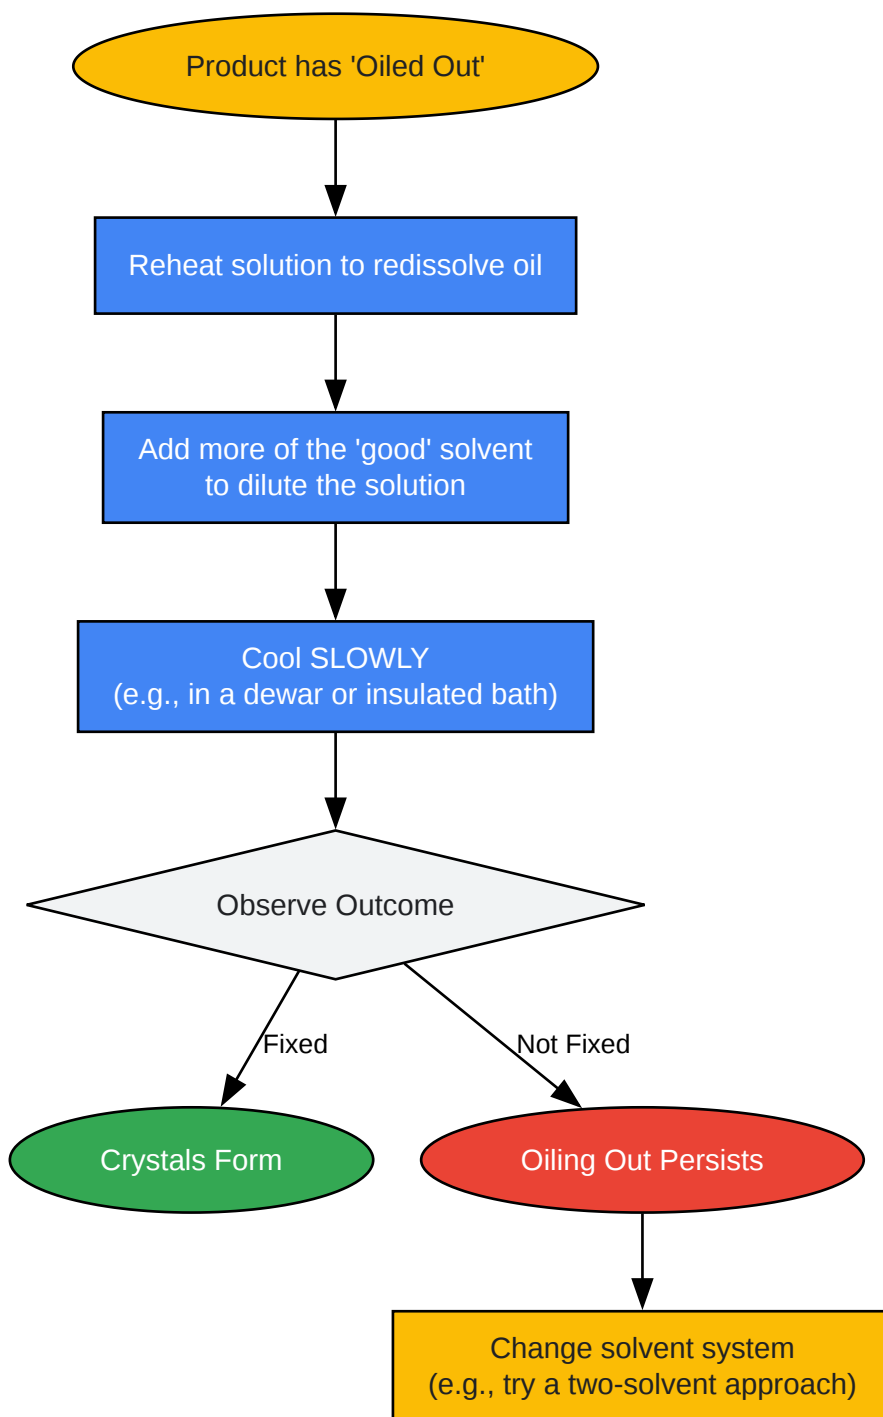 Product has 'Oiled Out'
Reheat solution to redissolve oil
Add more of the 'good' solvent
to dilute the solution
Cool SLOWLY
(e.g., in a dewar or insulated bath)
Observe Outcome
Fixed
Not Fixed
Crystals Form
Oiling Out Persists
Change solvent system
(e.g., try a two-solvent approach)